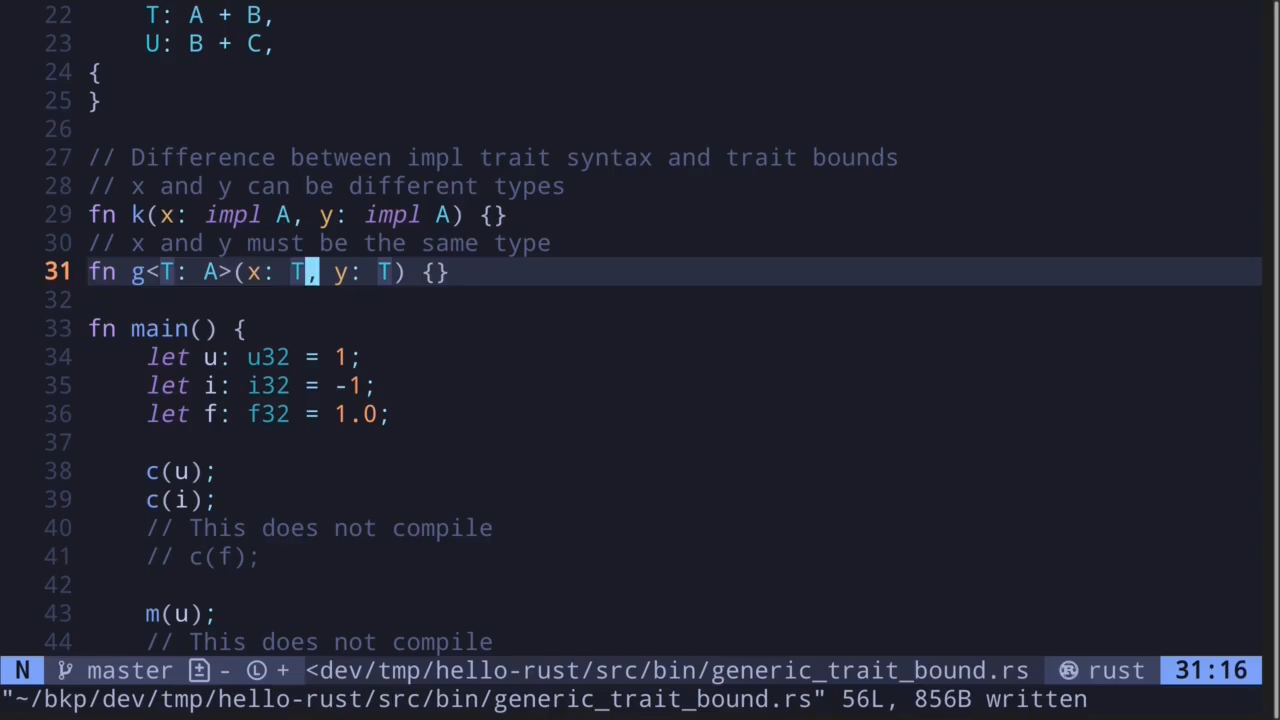 22 T: A + B,
23 U: B + C,
24 {
25 }
26
27 // Difference between impl trait syntax and trait bounds
28 // x and y can be different types
29 fn k(x: impl A, y: impl A) {}
30 // x and y must be the same type
31 fn g<T: A>(x: T, y: T) {}
32
33 fn main() {
34 let u: u32 = 1;
35 let i: i32 = -1;
36 let f: f32 = 1.0;
37
38 c(u);
39 c(i);
40 // This does not compile
41 // c(f);
42
43 m(u);
44 // This does not compile
N master - L + <dev/tmp/hello-rust/src/bin/generic_trait_bound.rs rust 31:16
"~/bkp/dev/tmp/hello-rust/src/bin/generic_trait_bound.rs" 56L, 856B written